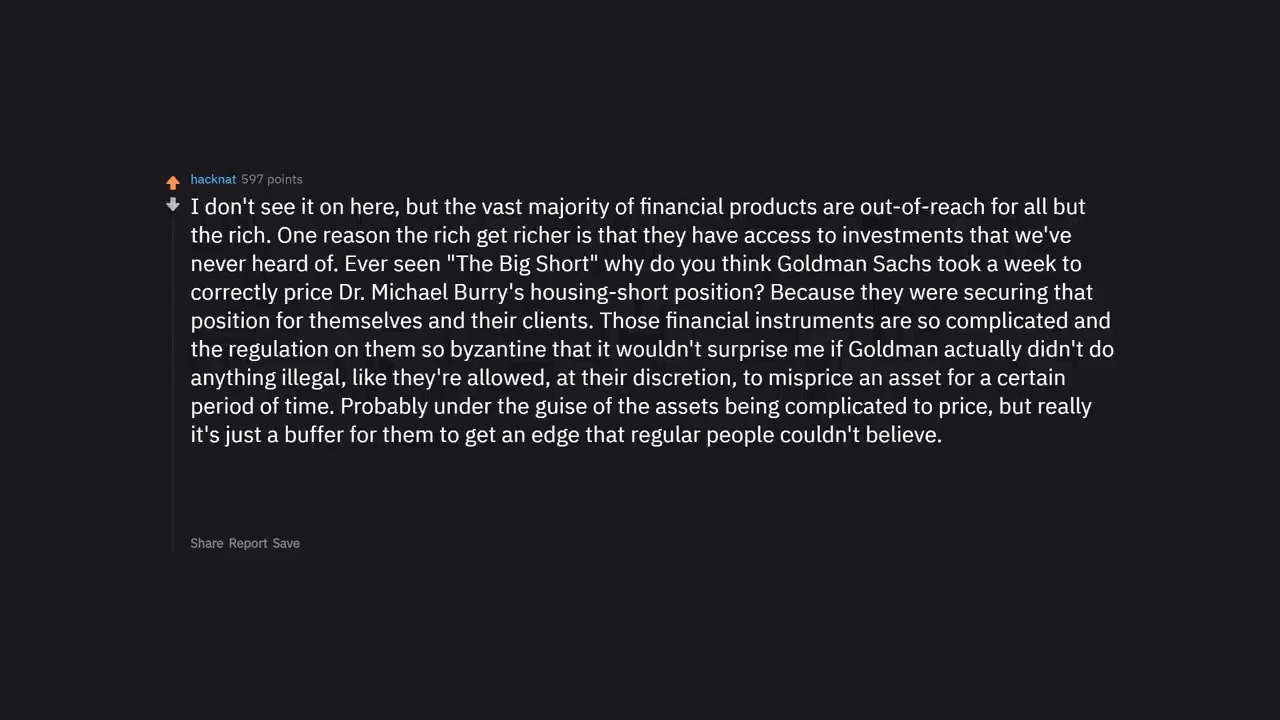 hacknat 597 points
I don't see it on here, but the vast majority of financial products are out-of-reach for all but
the rich. One reason the rich get richer is that they have access to investments that we've
never heard of. Ever seen "The Big Short" why do you think Goldman Sachs took a week to
correctly price Dr. Michael Burry's housing-short position? Because they were securing that
position for themselves and their clients. Those financial instruments are so complicated and
the regulation on them so byzantine that it wouldn't surprise me if Goldman actually didn't do
anything illegal, like they're allowed, at their discretion, to misprice an asset for a certain
period of time. Probably under the guise of the assets being complicated to price, but really
it's just a buffer for them to get an edge that regular people couldn't believe.
Share Report Save